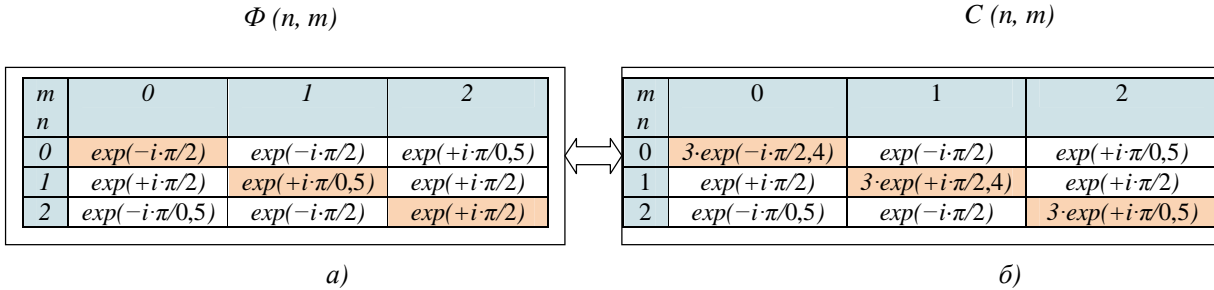 Φ (n, m) C (n, m)
m 0 1 2 m 0 1 2
n n
0 exp(−i·π/2) exp(−i·π/2) exp(+i·π/0,5) 0 3·exp(−i·π/2,4) exp(−i·π/2) exp(+i·π/0,5)
1 exp(+i·π/2) exp(+i·π/0,5) exp(+i·π/2) 1 exp(+i·π/2) 3·exp(+i·π/2,4) exp(+i·π/2)
2 exp(−i·π/0,5) exp(−i·π/2) exp(+i·π/2) 2 exp(−i·π/0,5) exp(−i·π/2) 3·exp(+i·π/0,5)
а) б)